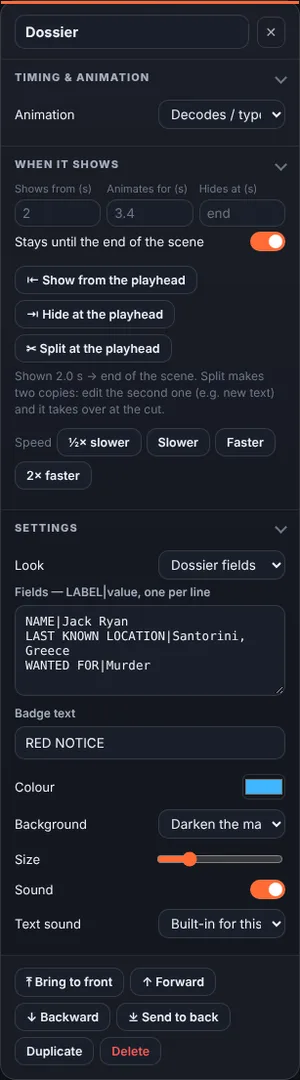 Dossier
×
TIMING & ANIMATION
Animation
Decodes / type
WHEN IT SHOWS
Shows from (s) Animates for (s) Hides at (s)
2 3.4 end
Stays until the end of the scene
⇤ Show from the playhead
⇥ Hide at the playhead
✂ Split at the playhead
Shown 2.0 s → end of the scene. Split makes
two copies: edit the second one (e.g. new text)
and it takes over at the cut.
Speed ½× slower Slower Faster
2× faster
SETTINGS
Look Dossier fields
Fields — LABEL|value, one per line
NAME|Jack Ryan
LAST KNOWN LOCATION|Santorini,
Greece
WANTED FOR|Murder
Badge text
RED NOTICE
Colour
Background Darken the ma
Size
Sound
Text sound Built-in for this
⤒ Bring to front ↑ Forward
↓ Backward ⤓ Send to back
Duplicate Delete